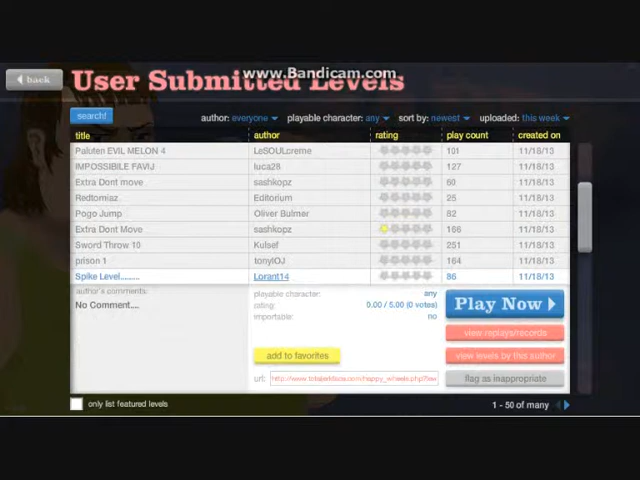 back
User Submitted Levels
www.Bandicam.com
search! author: everyone playable character: any sort by: newest uploaded: this week
title author rating play count created on
Paluten EVIL MELON 4 LeSOULcreme 101 11/18/13
IMPOSSIBILE FAVIJ luca28 127 11/18/13
Extra Dont move sashkopz 60 11/18/13
Redtomiaz Editorium 25 11/18/13
Pogo Jump Oliver Bulmer 82 11/18/13
Extra Dont Move sashkopz 166 11/18/13
Sword Throw 10 Kulsef 251 11/18/13
prison 1 tonyIOJ 164 11/18/13
Spike Level......... Lorant14 86 11/18/13
author's comments:
No Comment....
playable character: any
rating: 0.00 / 5.00 (0 votes)
importable: no
add to favorites
url: http://www.totaljerkface.com/happy_wheels.php?
Play Now
view replays/records
view levels by this author
flag as inappropriate
only list featured levels
1 - 50 of many